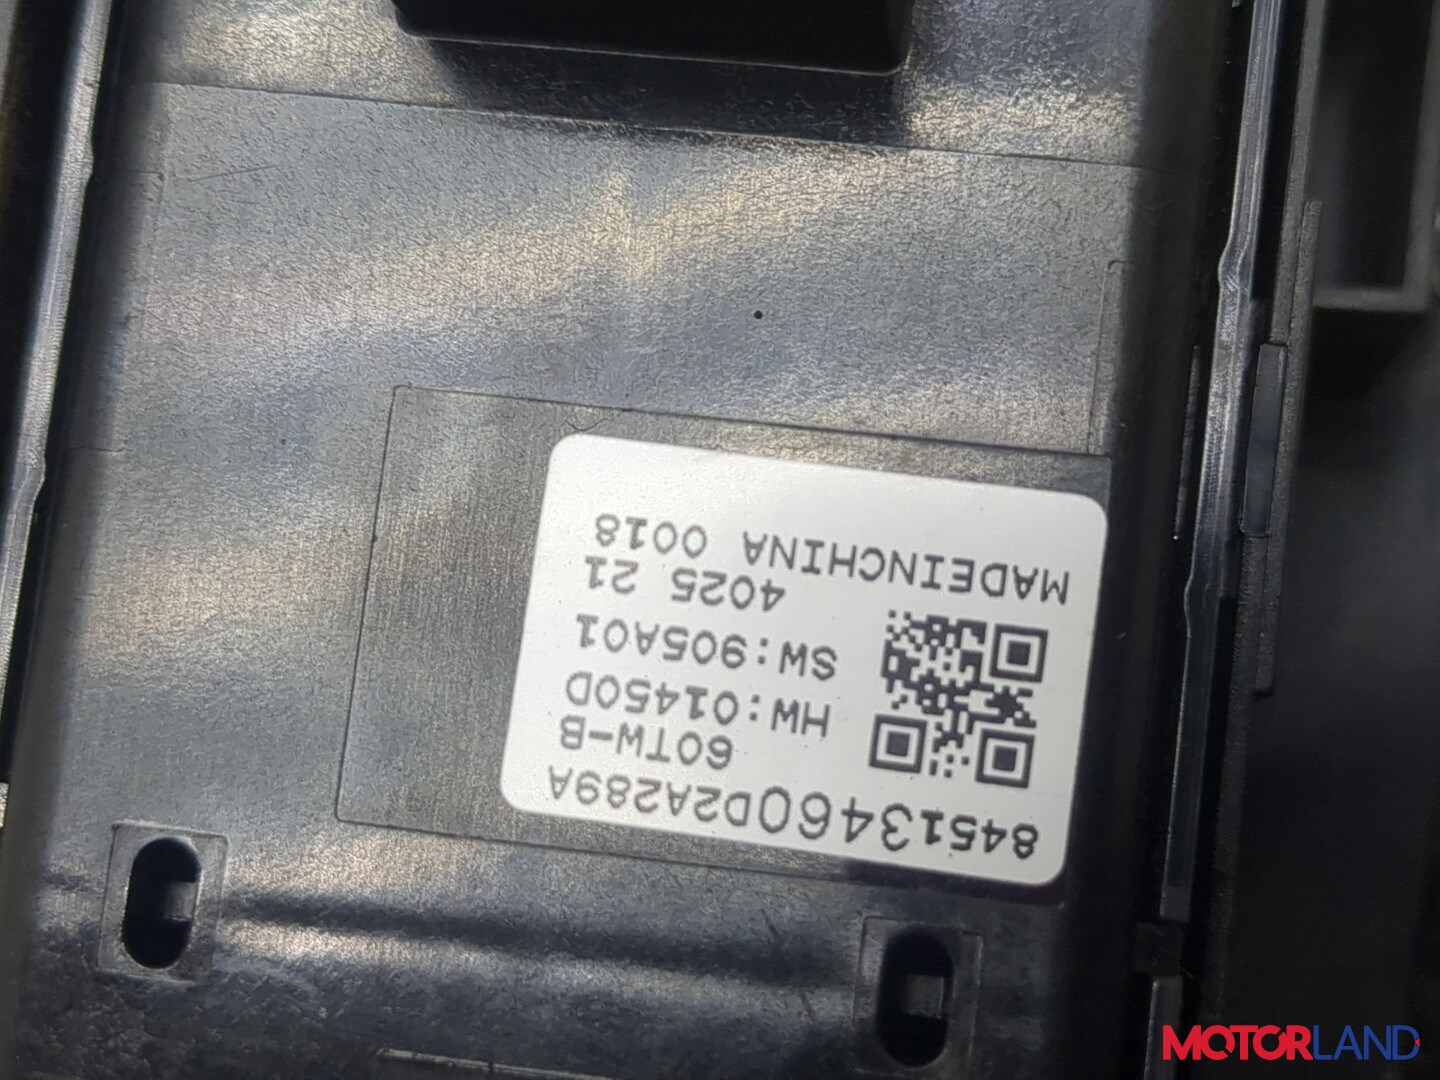 84513460D2A289A
60TW-B
HW:01450D
SW:905A01
4025 21
MADEINCHINA 0018
MOTORLAND